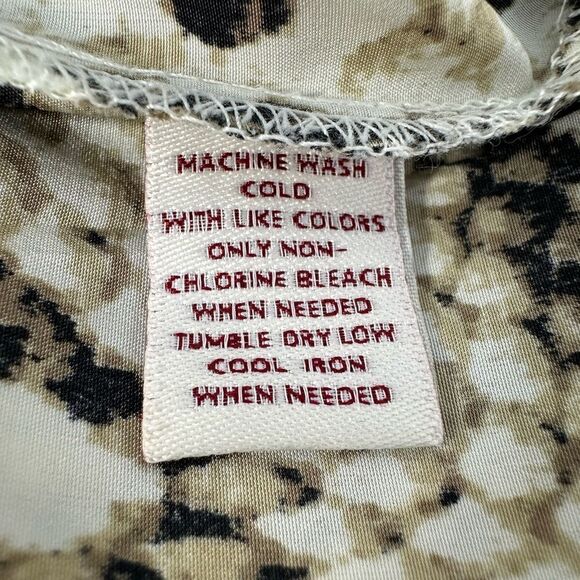 MACHINE WASH
COLD
WITH LIKE COLORS
ONLY NON-
CHLORINE BLEACH
WHEN NEEDED
TUMBLE DRY LOW
COOL IRON
WHEN NEEDED